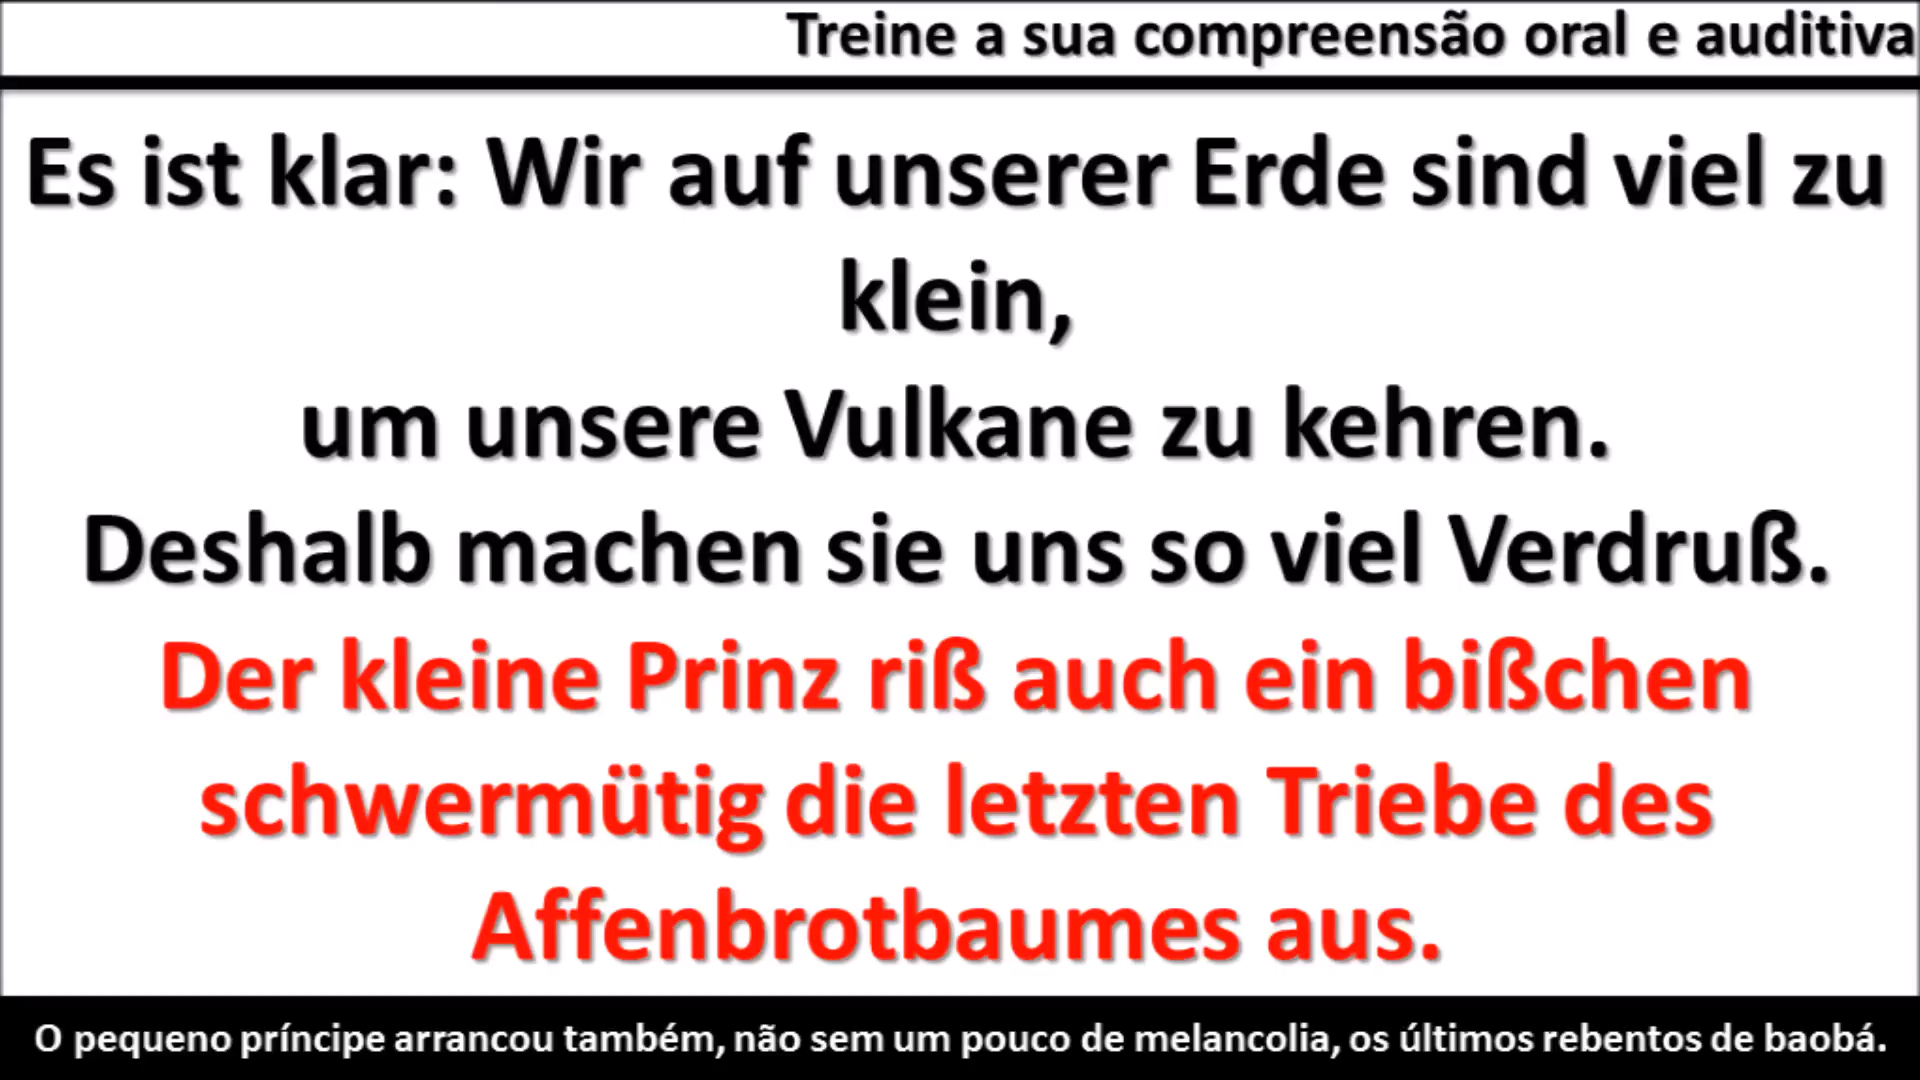 Treine a sua compreensão oral e auditiva
Es ist klar: Wir auf unserer Erde sind viel zu
klein,
um unsere Vulkane zu kehren.
Deshalb machen sie uns so viel Verdruß.
Der kleine Prinz riß auch ein bißchen
schwermütig die letzten Triebe des
Affenbrotbaumes aus.
O pequeno príncipe arrancou também, não sem um pouco de melancolia, os últimos rebentos de baobá.